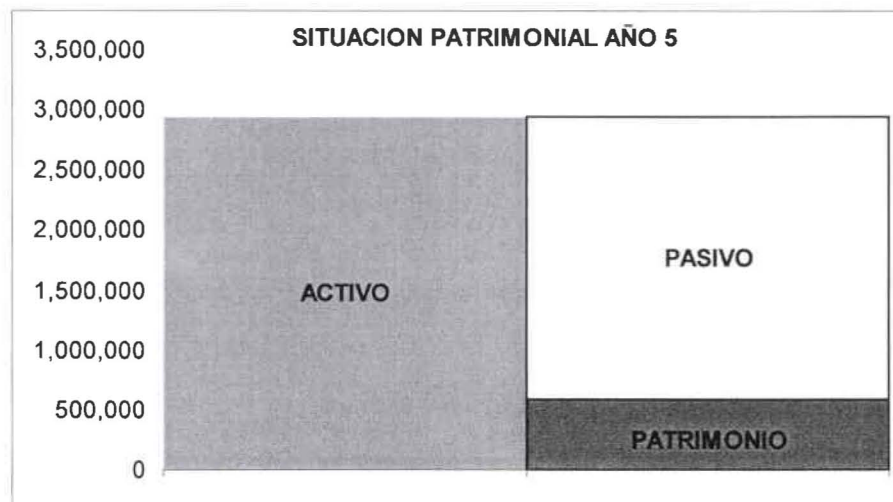 SITUACION PATRIMONIAL AÑO 5
3,500,000
3,000,000
2,500,000
2,000,000
1,500,000
1,000,000
500,000
0
ACTIVO
PASIVO
PATRIMONIO